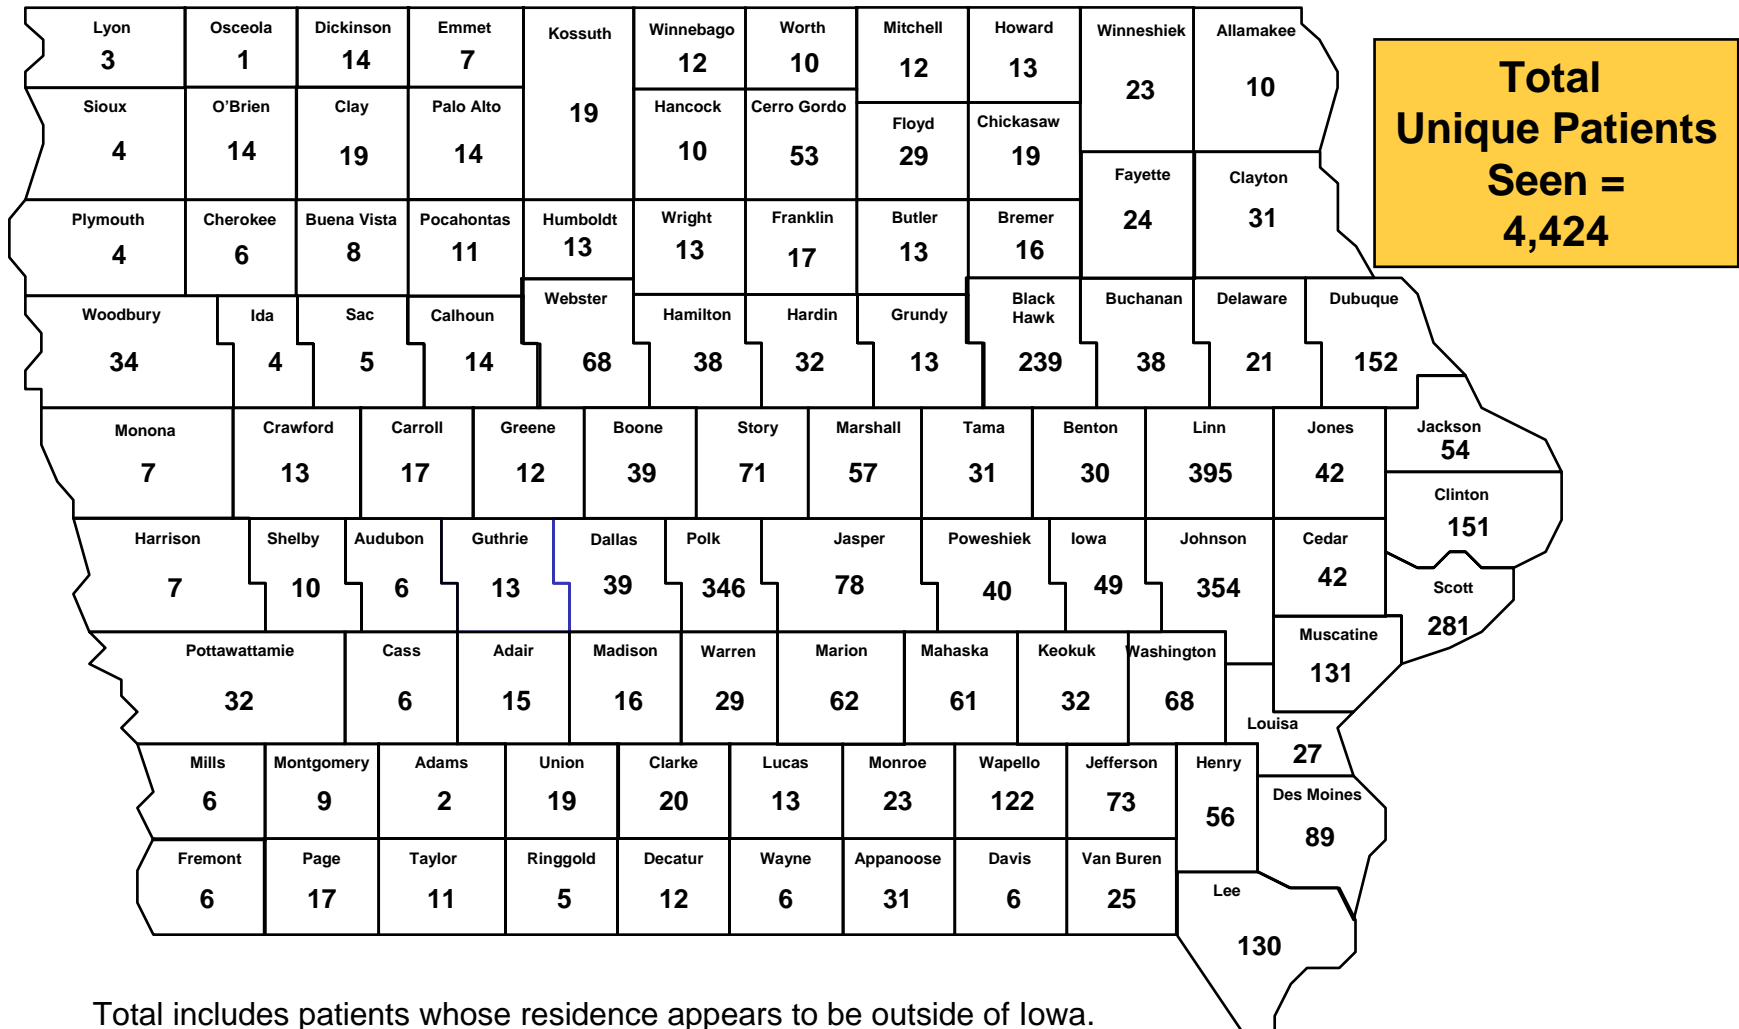 Lyon Osceola Dickinson Emmet Kossuth Winnebago Worth Mitchell Howard Winneshiek Allamakee
3 1 14 7 19 12 10 12 13 23 10
Total
Unique Patients
Seen =
4,424
Sioux O'Brien Clay Palo Alto Hancock Cerro Gordo Floyd Chickasaw
4 14 19 14 10 53 29 19
Fayette Clayton
24 31
Plymouth Cherokee Buena Vista Pocahontas Humboldt Wright Franklin Butler Bremer
4 6 8 11 13 13 17 13 16
Woodbury Ida Sac Calhoun Webster Hamilton Hardin Grundy Black Hawk Buchanan Delaware Dubuque
34 4 5 14 68 38 32 13 239 38 21 152
Monona Crawford Carroll Greene Boone Story Marshall Tama Benton Linn Jones Jackson
7 13 17 12 39 71 57 31 30 395 42 54
Clinton
151
Harrison Shelby Audubon Guthrie Dallas Polk Jasper Poweshiek Iowa Johnson Cedar Scott
7 10 6 13 39 346 78 40 49 354 42 281
Pottawattamie Cass Adair Madison Warren Marion Mahaska Keokuk Washington Muscatine
32 6 15 16 29 62 61 32 68 131
Louisa
27
Mills Montgomery Adams Union Clarke Lucas Monroe Wapello Jefferson Henry Des Moines
6 9 2 19 20 13 23 122 73 56 89
Fremont Page Taylor Ringgold Decatur Wayne Appanoose Davis Van Buren Lee
6 17 11 5 12 6 31 6 25 130
Total includes patients whose residence appears to be outside of Iowa.